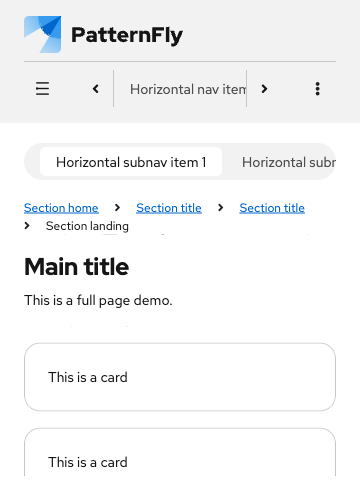 PatternFly
Horizontal nav item
Horizontal subnav item 1
Horizontal subn
Section home
Section title
Section title
Section landing
Main title
This is a full page demo.
This is a card
This is a card